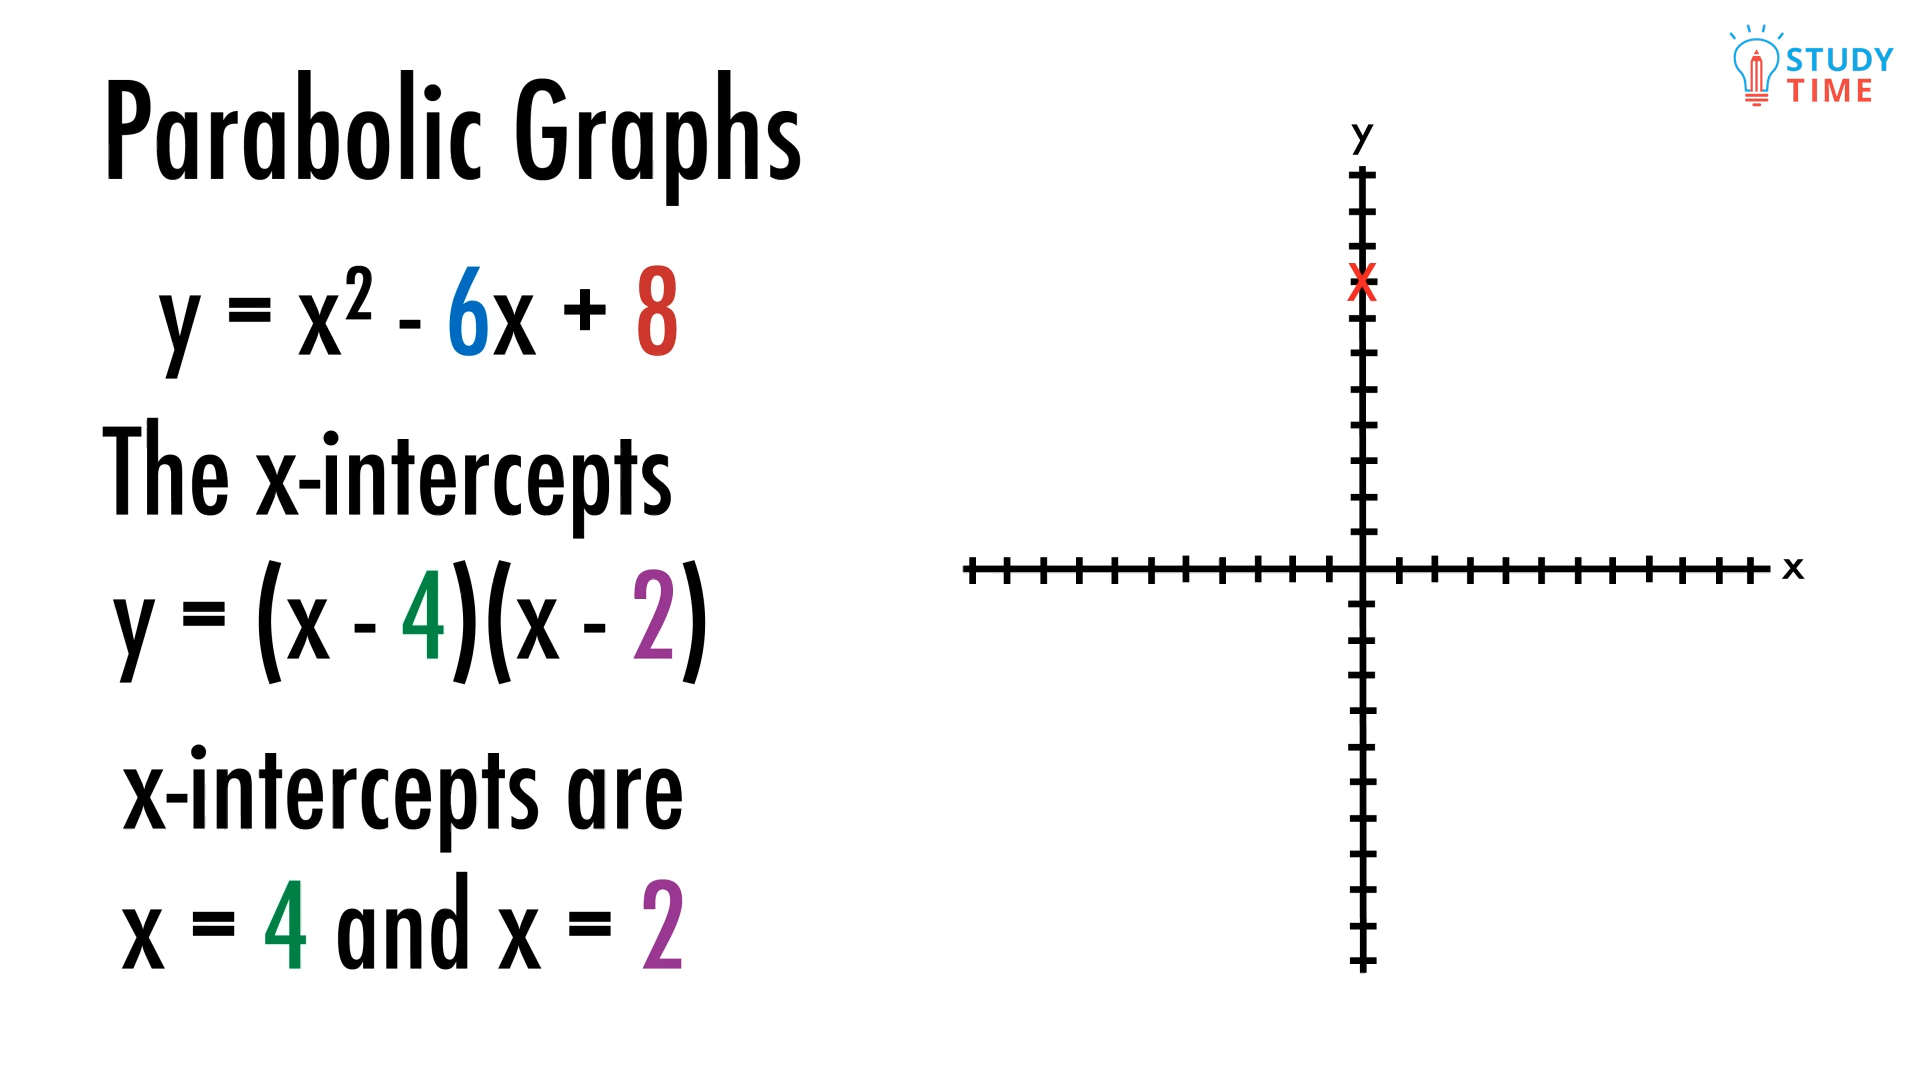 Parabolic Graphs
y = x² - 6x + 8
The x-intercepts
y = (x - 4)(x - 2)
x-intercepts are
x = 4 and x = 2
STUDY
TIME
y
X
x